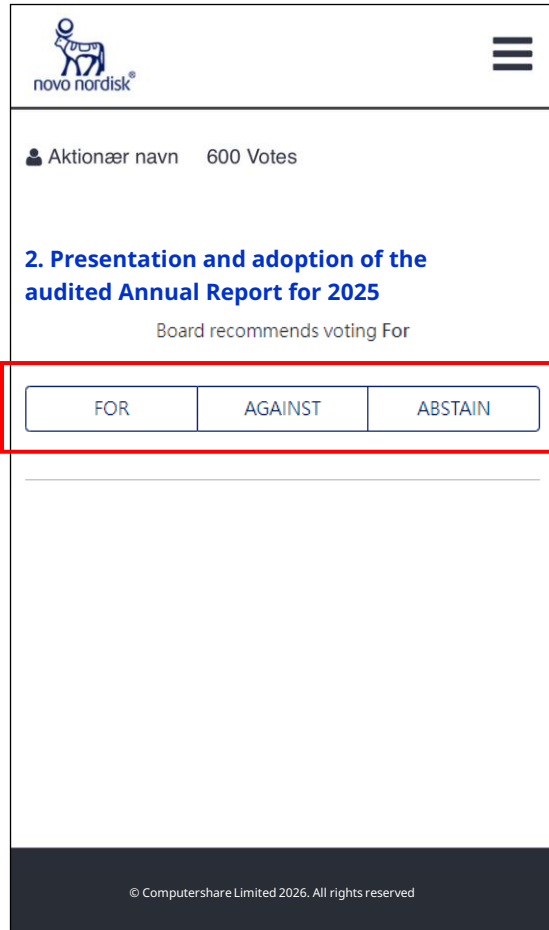 novo nordisk®
Aktionær navn 600 Votes
2. Presentation and adoption of the
audited Annual Report for 2025
Board recommends voting For
FOR AGAINST ABSTAIN
© Computershare Limited 2026. All rights reserved